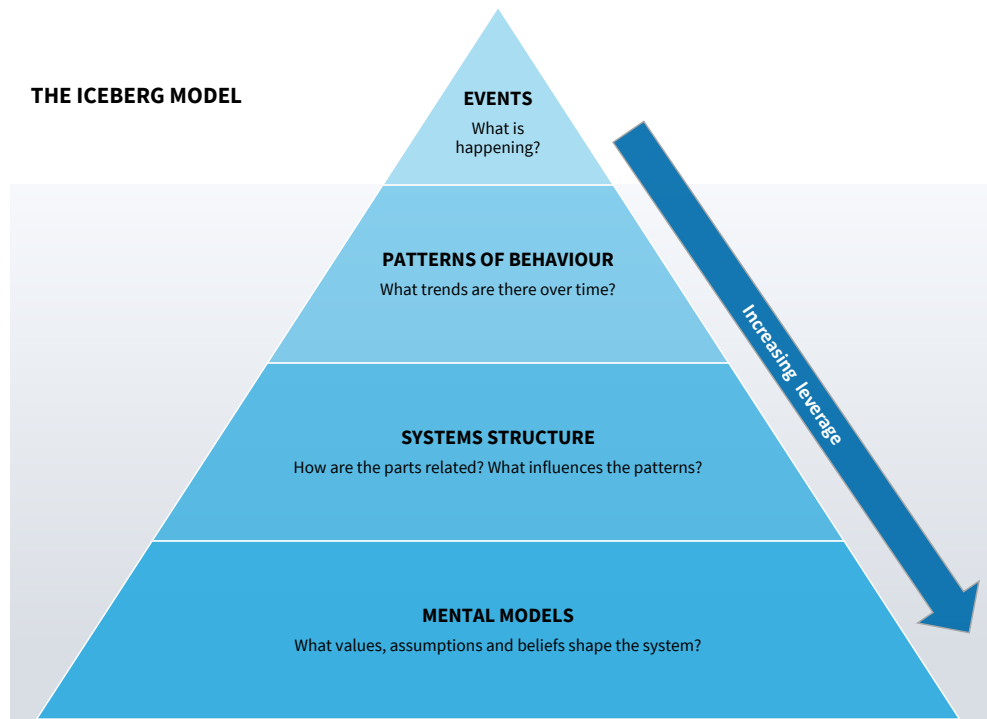 THE ICEBERG MODEL
EVENTS
What is
happening?
PATTERNS OF BEHAVIOUR
What trends are there over time?
Increasing leverage
SYSTEMS STRUCTURE
How are the parts related? What influences the patterns?
MENTAL MODELS
What values, assumptions and beliefs shape the system?